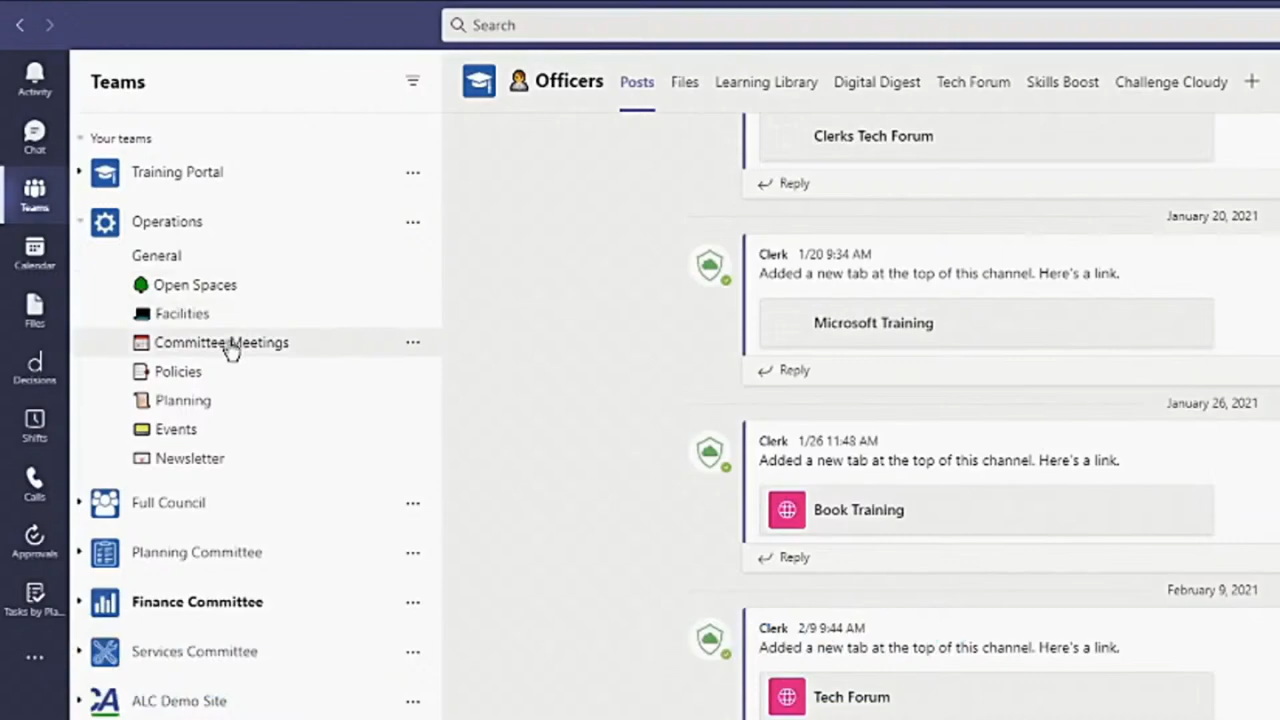 Search
Activity
Chat
Teams
Calendar
Files
Decisions
Shifts
Calls
Approvals
Tasks by Pla...
Teams
Your teams
Training Portal
Operations
General
Open Spaces
Facilities
Committee Meetings
Policies
Planning
Events
Newsletter
Full Council
Planning Committee
Finance Committee
Services Committee
ALC Demo Site
Officers Posts Files Learning Library Digital Digest Tech Forum Skills Boost Challenge Cloudy
Clerks Tech Forum
Reply
January 20, 2021
Clerk 1/20 9:34 AM
Added a new tab at the top of this channel. Here's a link.
Microsoft Training
Reply
January 26, 2021
Clerk 1/26 11:48 AM
Added a new tab at the top of this channel. Here's a link.
Book Training
Reply
February 9, 2021
Clerk 2/9 9:44 AM
Added a new tab at the top of this channel. Here's a link.
Tech Forum